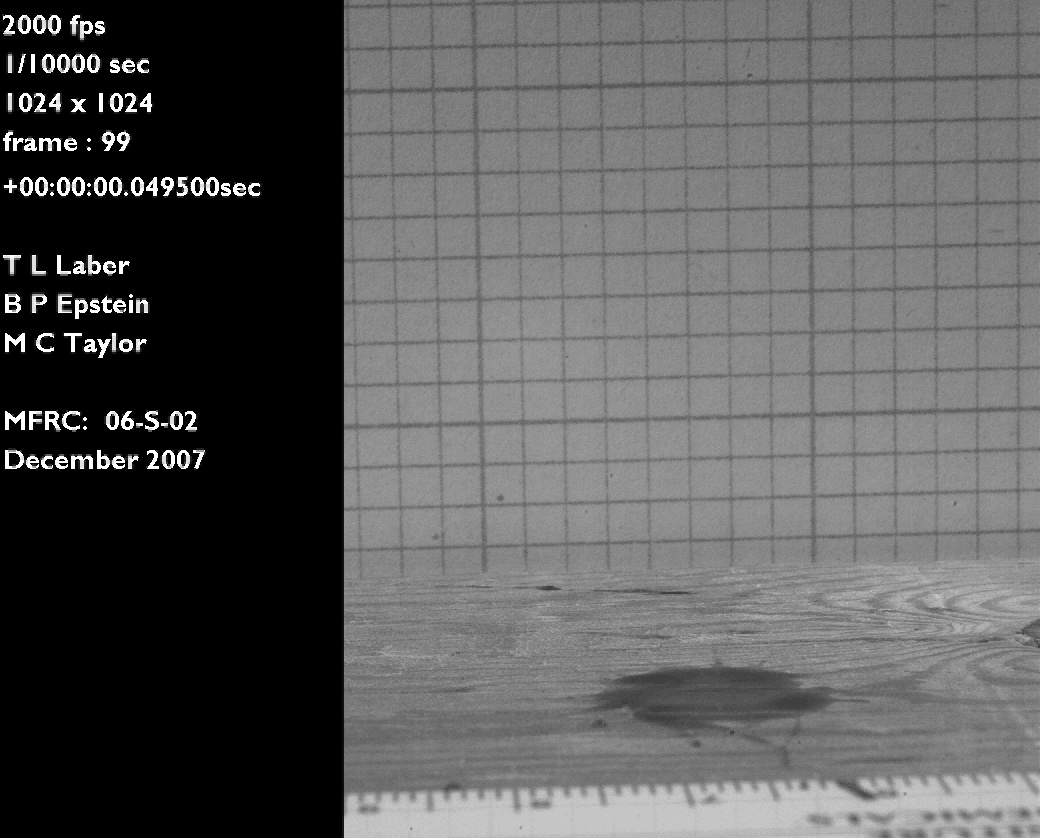 2000 fps
1/10000 sec
1024 x 1024
frame : 99
+00:00:00.049500sec
T L Laber
B P Epstein
M C Taylor
MFRC: 06-S-02
December 2007